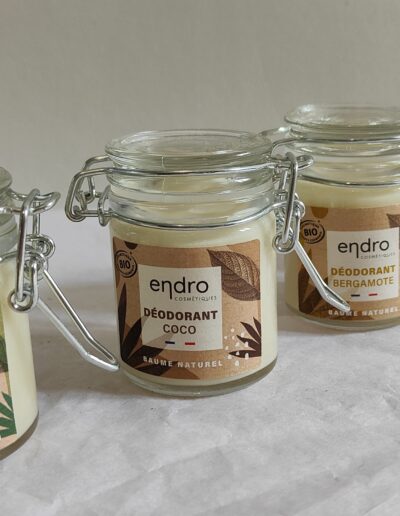 BIO
endro
COSMÉTIQUES
DÉODORANT
COCO
BAUME NATUREL
BIO
endro
COSMÉTIQUES
DÉODORANT
BERGAMOTE
BAUME NATUREL